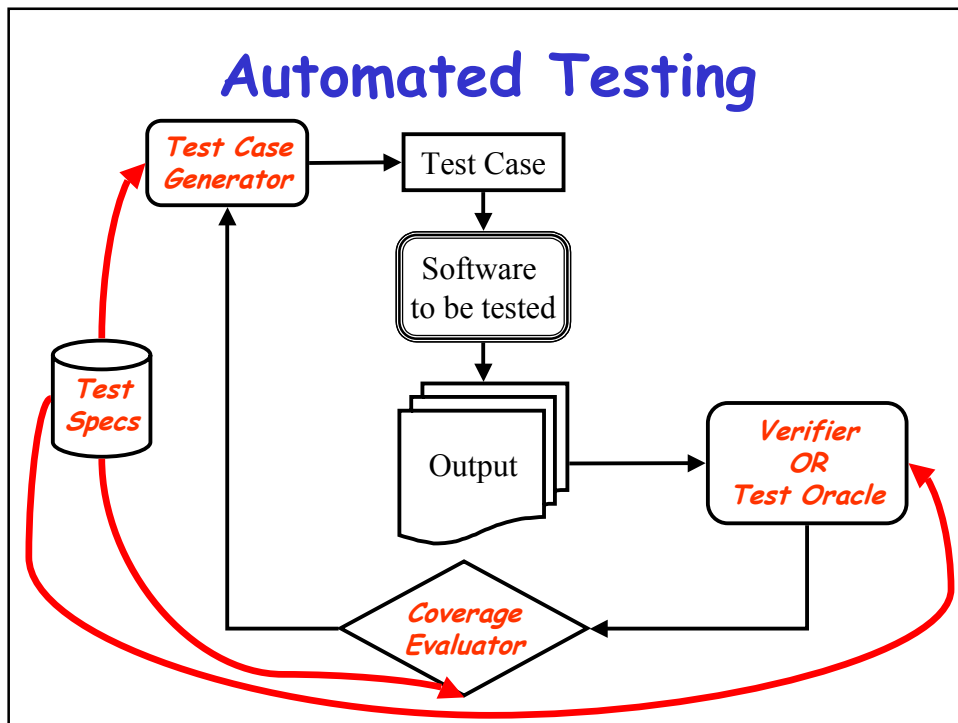 Automated Testing
Test Case
Generator
Test Case
Software
to be tested
Test
Specs
Output
Verifier
OR
Test Oracle
Coverage
Evaluator